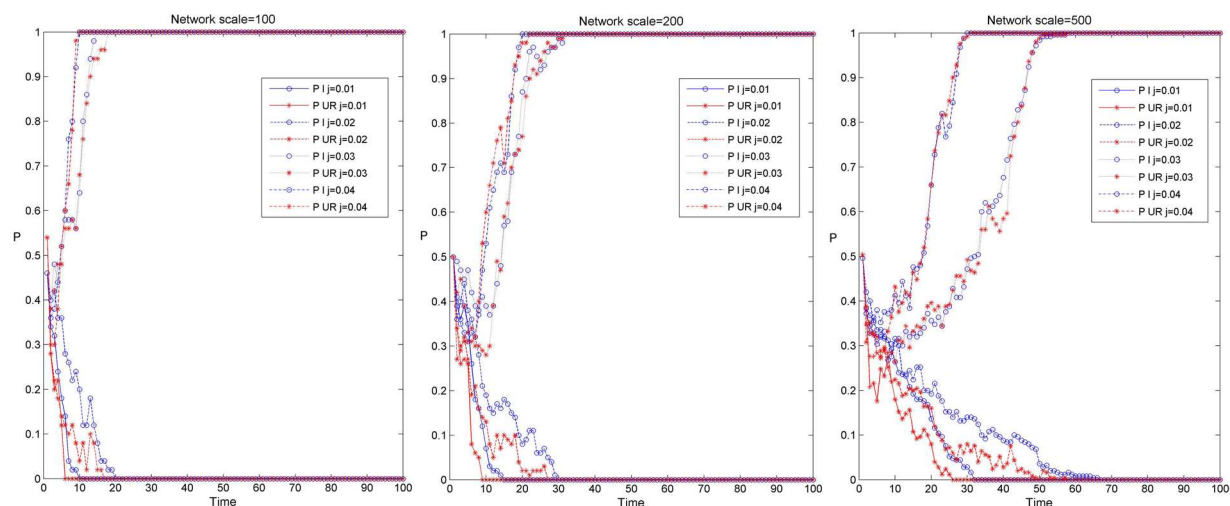 Network scale=100
1
0.9
0.8
0.7
0.6
P
0.5
0.4
0.3
0.2
0.1
0
0 10 20 30 40 50 60 70 80 90 100
Time
P I j=0.01
P UR j=0.01
P I j=0.02
P UR j=0.02
P I j=0.03
P UR j=0.03
P I j=0.04
P UR j=0.04
Network scale=200
1
0.9
0.8
0.7
0.6
P
0.5
0.4
0.3
0.2
0.1
0
0 10 20 30 40 50 60 70 80 90 100
Time
P I j=0.01
P UR j=0.01
P I j=0.02
P UR j=0.02
P I j=0.03
P UR j=0.03
P I j=0.04
P UR j=0.04
Network scale=500
1
0.9
0.8
0.7
0.6
P
0.5
0.4
0.3
0.2
0.1
0
0 10 20 30 40 50 60 70 80 90 100
Time
P I j=0.01
P UR j=0.01
P I j=0.02
P UR j=0.02
P I j=0.03
P UR j=0.03
P I j=0.04
P UR j=0.04